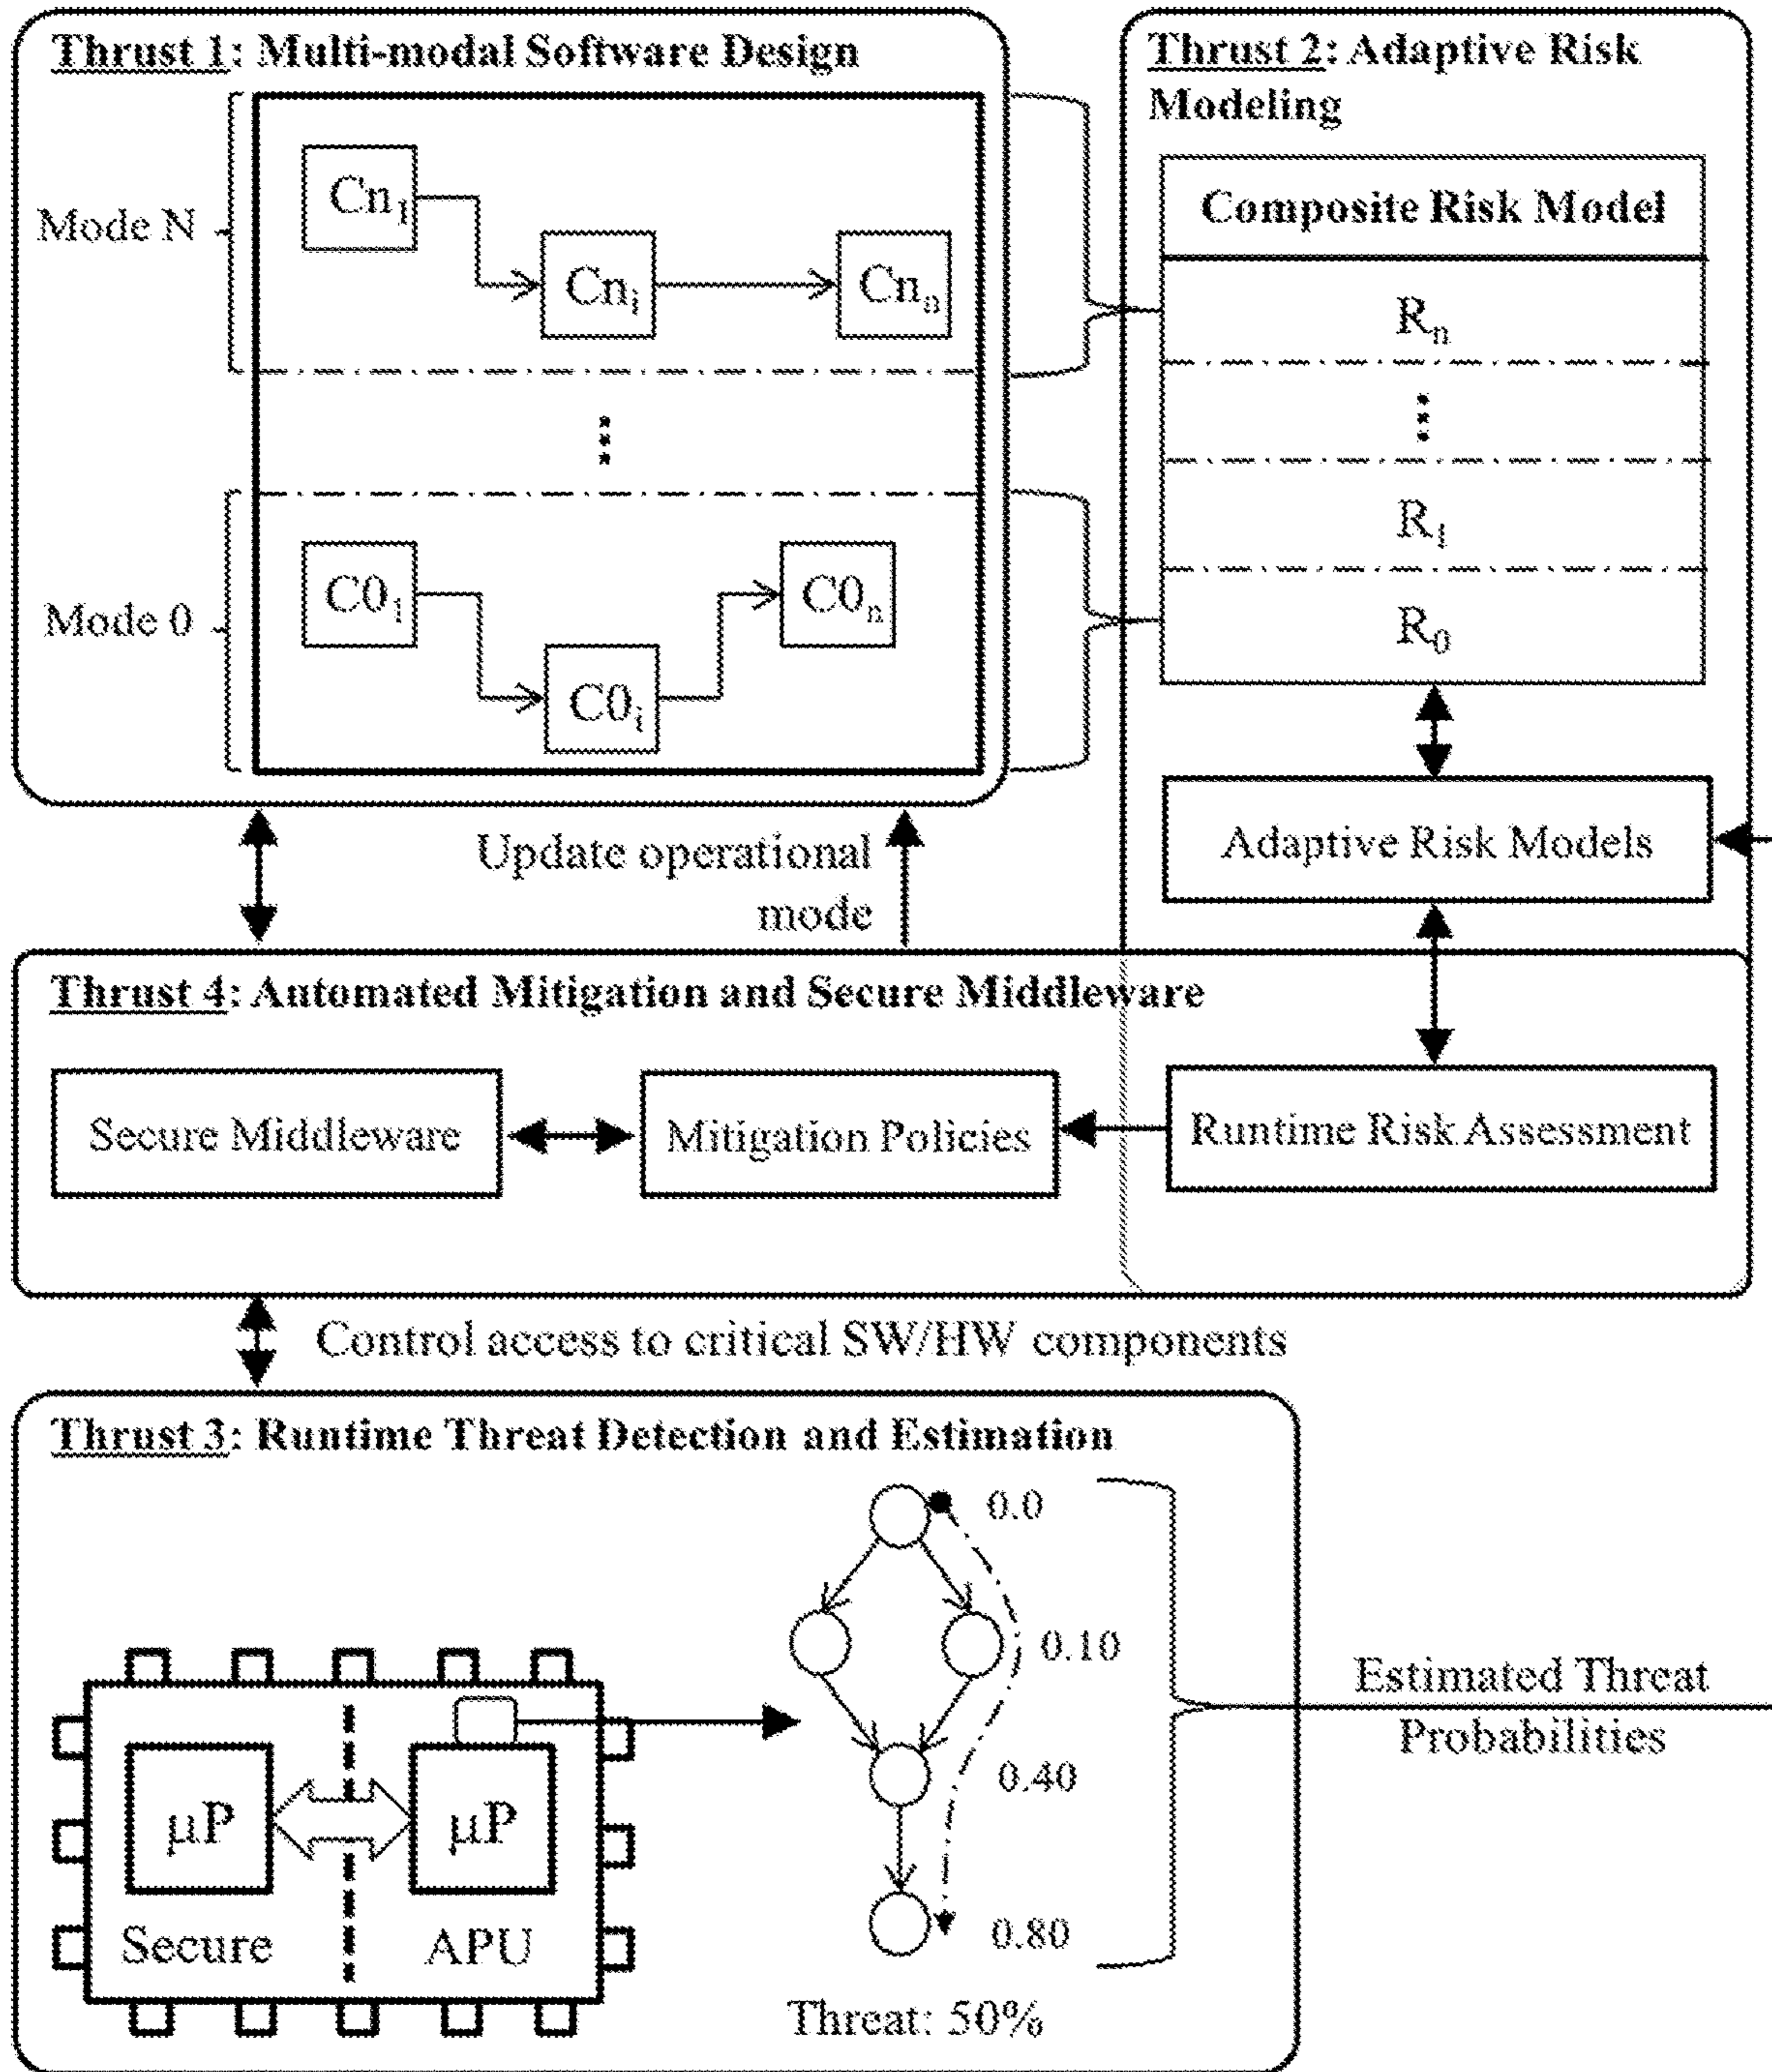 Thrust 1: Multi-modal Software Design
Mode N
Cn₁
Cnᵢ
Cnₙ
⋮
Mode 0
C0₁
C0ᵢ
C0ₙ
Thrust 2: Adaptive Risk
Modeling
Composite Risk Model
Rₙ
⋮
R₁
R₀
Adaptive Risk Models
Update operational
mode
Thrust 4: Automated Mitigation and Secure Middleware
Secure Middleware
Mitigation Policies
Runtime Risk Assessment
Control access to critical SW/HW components
Thrust 3: Runtime Threat Detection and Estimation
µP
µP
Secure
APU
0.0
0.10
0.40
0.80
Threat: 50%
Estimated Threat
Probabilities